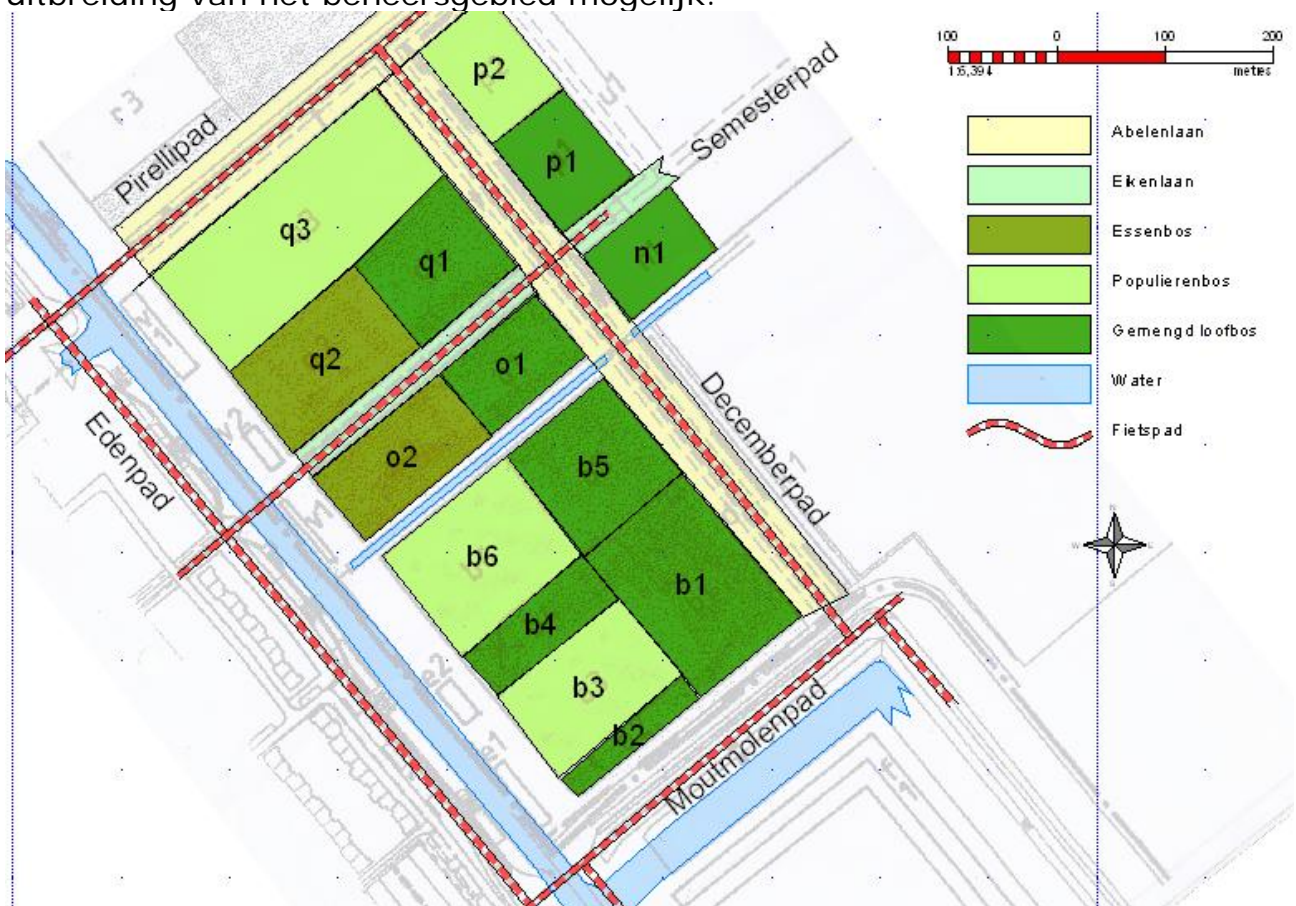 uitbreiding van het beheersgebied mogelijk.
100 0 100 200
1:6,394 metres
Abelenlaan
Eikenlaan
Essenbos
Populierenbos
Gemengd loofbos
Water
Fietspad
N
W E
Pirellipad
Semesterpad
Decemberpad
Edenpad
Moutmolenpad
r3
p2
p1
n1
q3
q1
q2
o1
o2
b5
b6
b1
b4
b3
b2